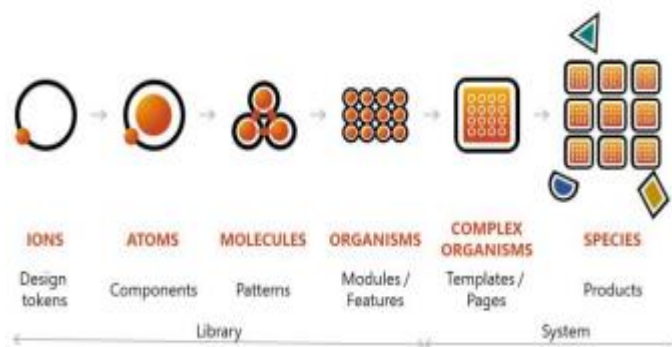 IONS
ATOMS
MOLECULES
ORGANISMS
COMPLEX
ORGANISMS
SPECIES
Design
tokens
Components
Patterns
Modules /
Features
Templates /
Pages
Products
Library
System